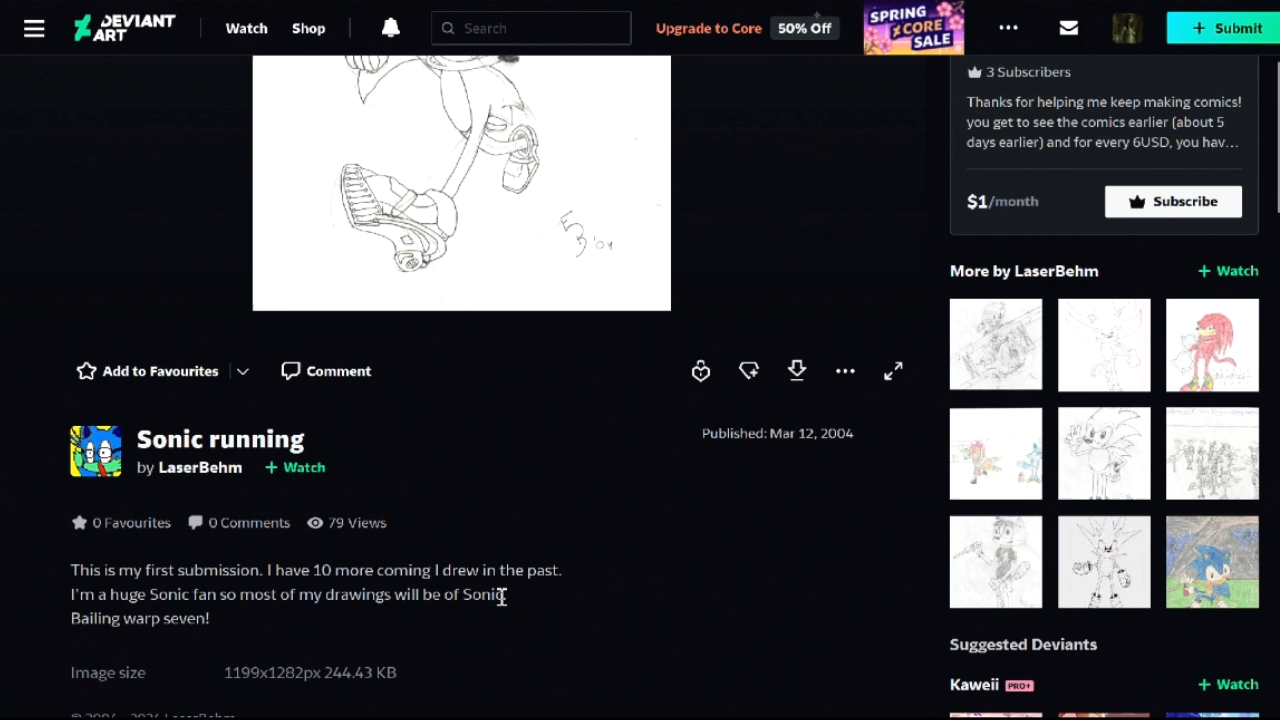 DEVIANT ART
Watch
Shop
Search
Upgrade to Core
50% Off
SPRING
CORE
SALE
+ Submit
3 Subscribers
Thanks for helping me keep making comics!
you get to see the comics earlier (about 5
days earlier) and for every 6USD, you hav...
$1/month
Subscribe
'04
More by LaserBehm
+ Watch
Add to Favourites
Comment
Sonic running
by LaserBehm + Watch
Published: Mar 12, 2004
0 Favourites 0 Comments 79 Views
This is my first submission. I have 10 more coming I drew in the past.
I'm a huge Sonic fan so most of my drawings will be of Sonic
Bailing warp seven!
Image size 1199x1282px 244.43 KB
Suggested Deviants
Kaweii PRO+
+ Watch